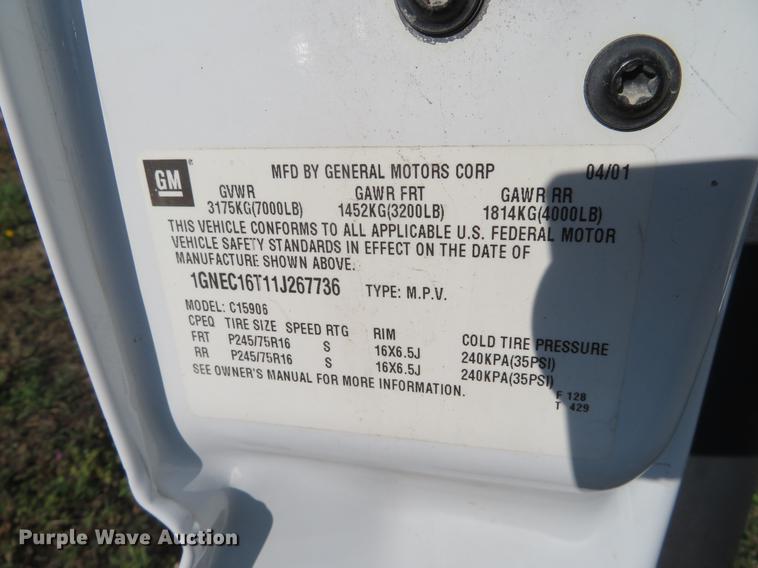 GM
MFD BY GENERAL MOTORS CORP 04/01
GVWR GAWR FRT GAWR RR
3175KG(7000LB) 1452KG(3200LB) 1814KG(4000LB)
THIS VEHICLE CONFORMS TO ALL APPLICABLE U.S. FEDERAL MOTOR
VEHICLE SAFETY STANDARDS IN EFFECT ON THE DATE OF
MANUFACTURE SHOWN ABOVE.
1GNEC16T11J267736 TYPE: M.P.V.
MODEL: C15906
CPEQ TIRE SIZE SPEED RTG RIM COLD TIRE PRESSURE
FRT P245/75R16 S 16X6.5J 240KPA(35PSI)
RR P245/75R16 S 16X6.5J 240KPA(35PSI)
SEE OWNER'S MANUAL FOR MORE INFORMATION.
F 128
T 429
Purple Wave Auction